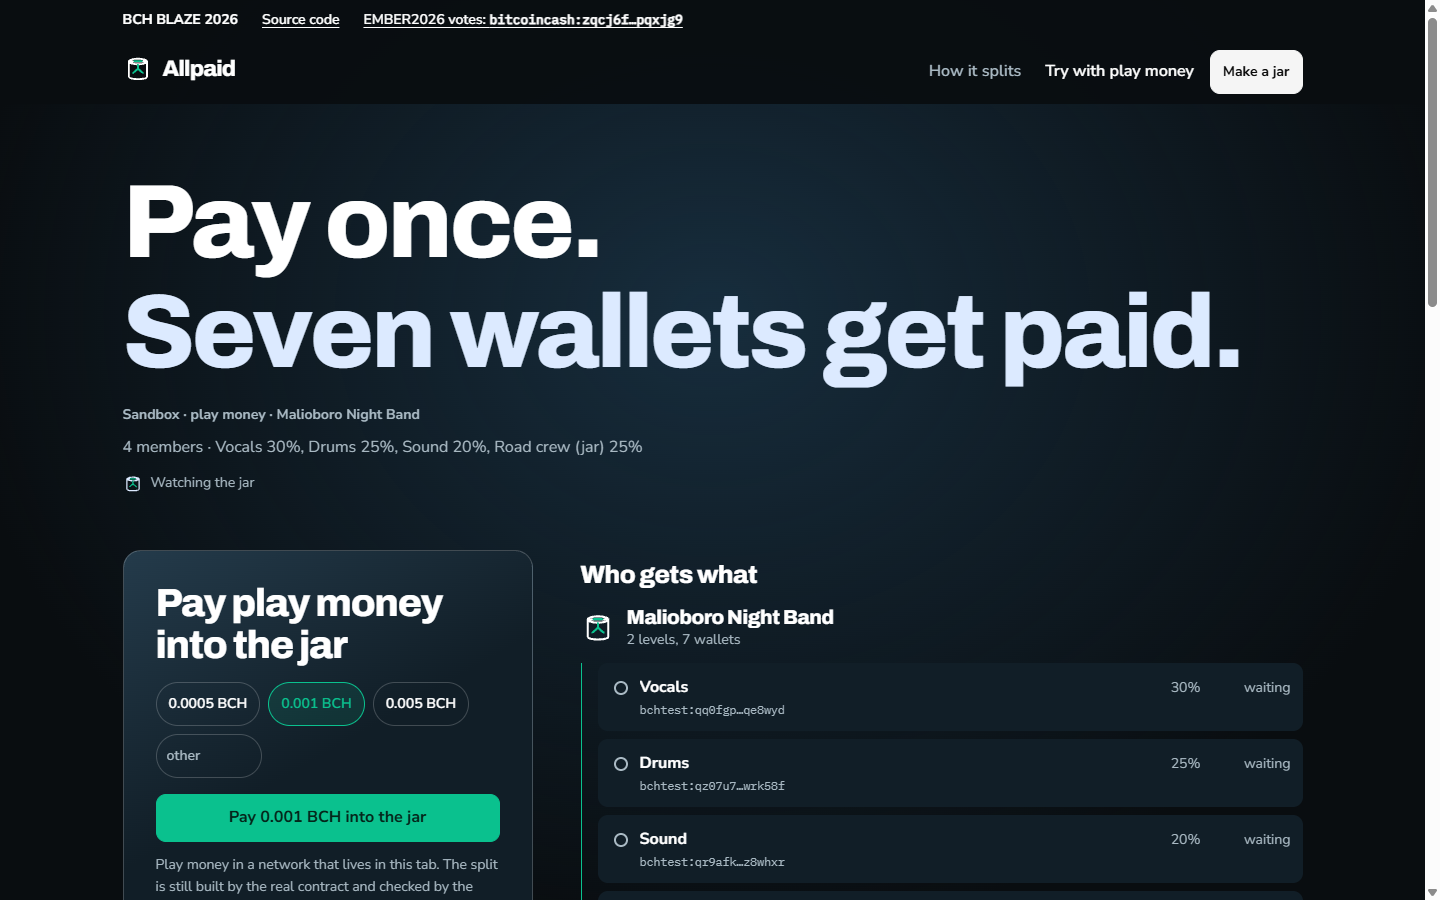 BCH BLAZE 2026 Source code EMBER2026 votes: bitcoincash:zqcj6f…pqxjg9
Allpaid How it splits Try with play money Make a jar
Pay once.
Seven wallets get paid.
Sandbox · play money · Malioboro Night Band
4 members · Vocals 30%, Drums 25%, Sound 20%, Road crew (jar) 25%
Watching the jar
Pay play money
into the jar
0.0005 BCH 0.001 BCH 0.005 BCH
other
Pay 0.001 BCH into the jar
Play money in a network that lives in this tab. The split
is still built by the real contract and checked by the
Who gets what
Malioboro Night Band
2 levels, 7 wallets
Vocals 30% waiting
bchtest:qq0fgp…qe8wyd
Drums 25% waiting
bchtest:qz07u7…wrk58f
Sound 20% waiting
bchtest:qr9afk…z8whxr